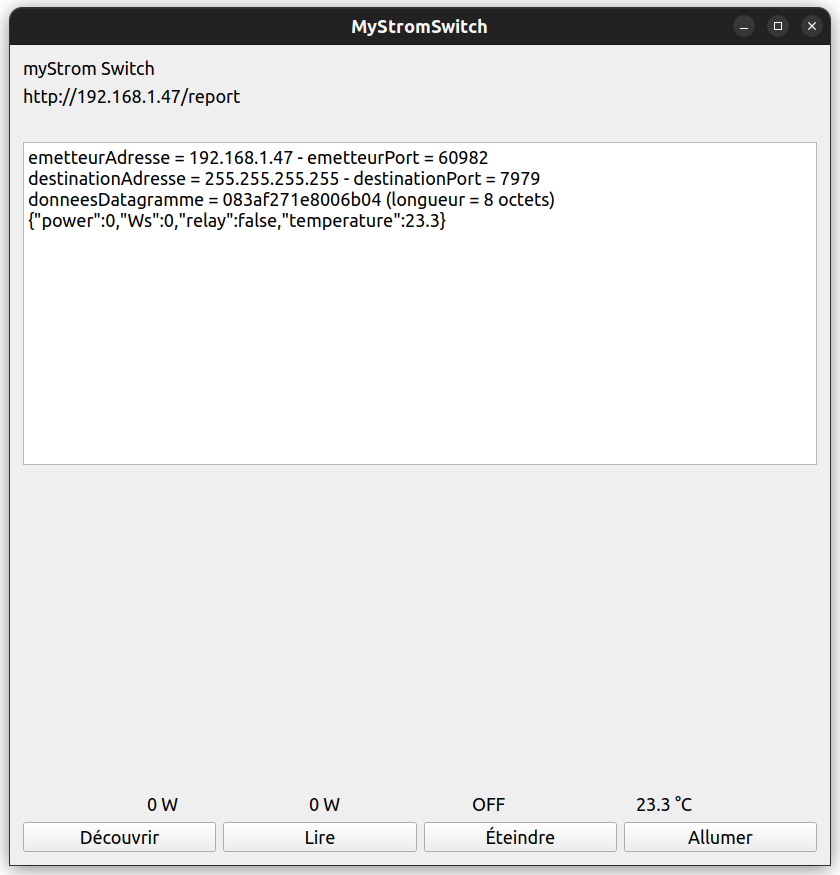 MyStromSwitch
myStrom Switch
http://192.168.1.47/report
emetteurAdresse = 192.168.1.47 - emetteurPort = 60982
destinationAdresse = 255.255.255.255 - destinationPort = 7979
donneesDatagramme = 083af271e8006b04 (longueur = 8 octets)
{"power":0,"Ws":0,"relay":false,"temperature":23.3}
0 W 0 W OFF 23.3 °C
Découvrir Lire Éteindre Allumer